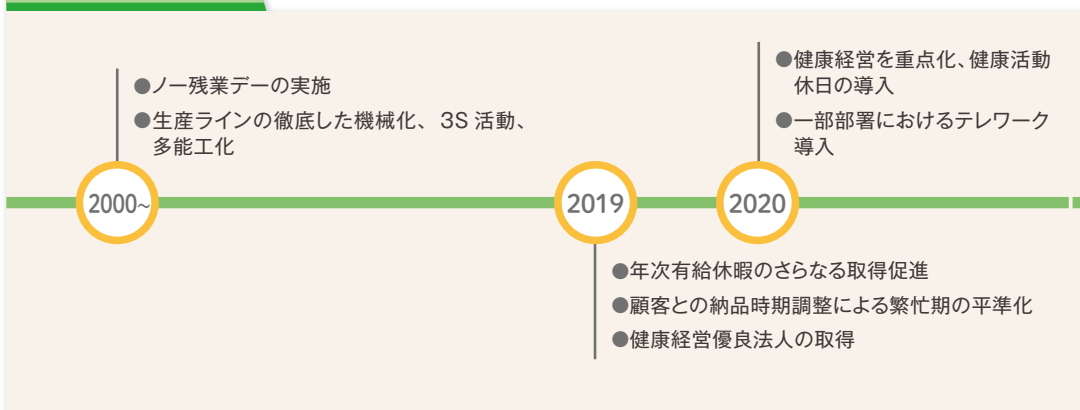 ●ノー残業デーの実施
●生産ラインの徹底した機械化、3S 活動、
多能工化
2000~
2019
●年次有給休暇のさらなる取得促進
●顧客との納品時期調整による繁忙期の平準化
●健康経営優良法人の取得
2020
●健康経営を重点化、健康活動
休日の導入
●一部部署におけるテレワーク
導入